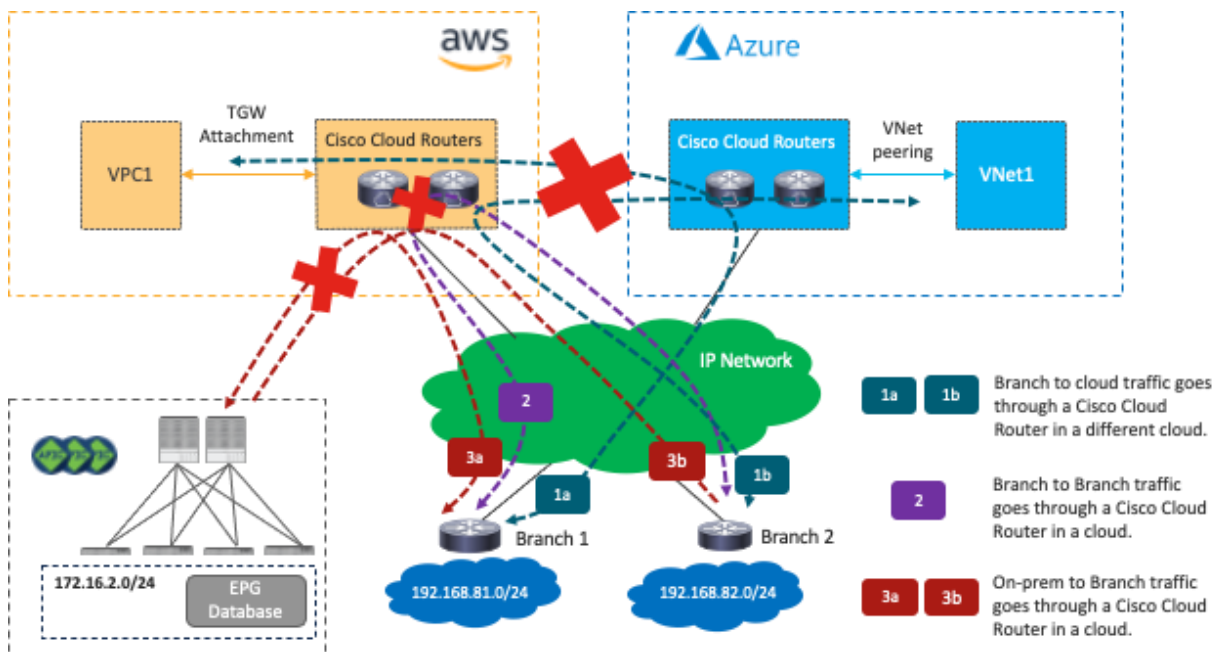 aws
Azure
TGW
Attachment
Cisco Cloud Routers
VPC1
Cisco Cloud Routers
VNet
peering
VNet1
IP Network
2
3a
3b
1a
1b
Branch 1
Branch 2
192.168.81.0/24
192.168.82.0/24
172.16.2.0/24
EPG
Database
1a 1b
Branch to cloud traffic goes
through a Cisco Cloud
Router in a different cloud.
2
Branch to Branch traffic
goes through a Cisco Cloud
Router in a cloud.
3a 3b
On-prem to Branch traffic
goes through a Cisco Cloud
Router in a cloud.